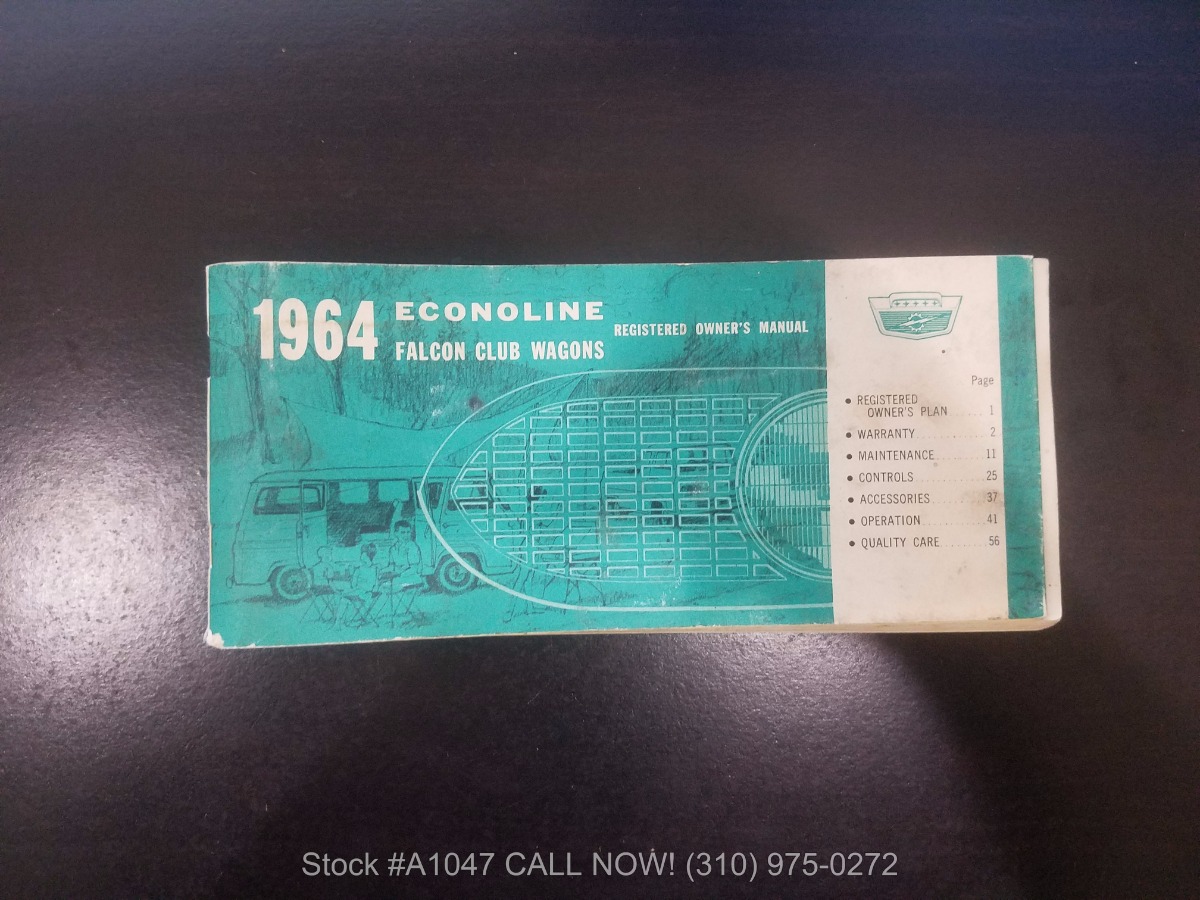 1964
ECONOLINE
FALCON CLUB WAGONS
REGISTERED OWNER'S MANUAL
Page
• REGISTERED
OWNER'S PLAN ...... 1
• WARRANTY ............ 2
• MAINTENANCE ........ 11
• CONTROLS ............ 25
• ACCESSORIES ........ 37
• OPERATION ........... 41
• QUALITY CARE ....... 56
Stock #A1047 CALL NOW! (310) 975-0272